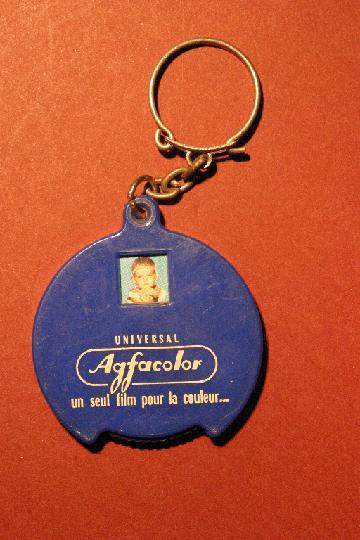 UNIVERSAL
Agfacolor
un seul film pour la couleur...